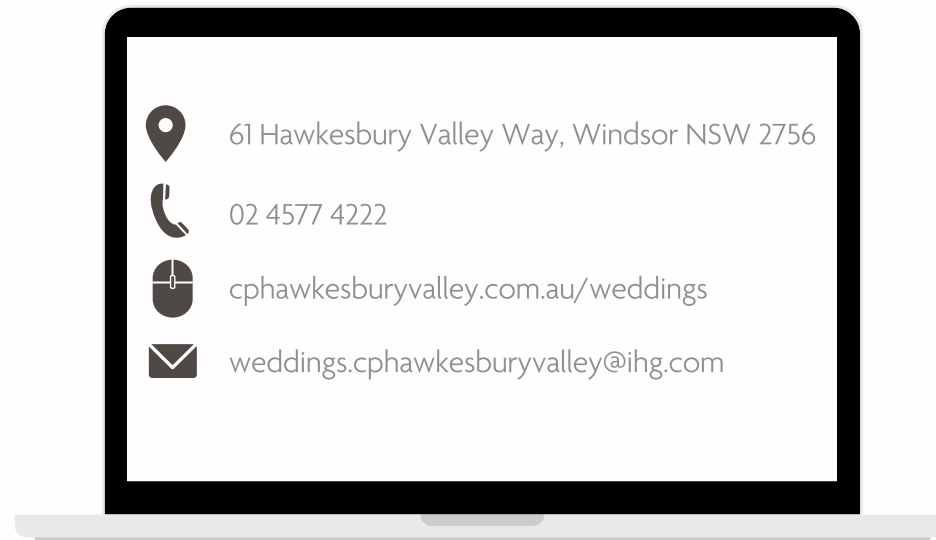 61 Hawkesbury Valley Way, Windsor NSW 2756
02 4577 4222
cphawkesburyvalley.com.au/weddings
weddings.cphawkesburyvalley@ihg.com